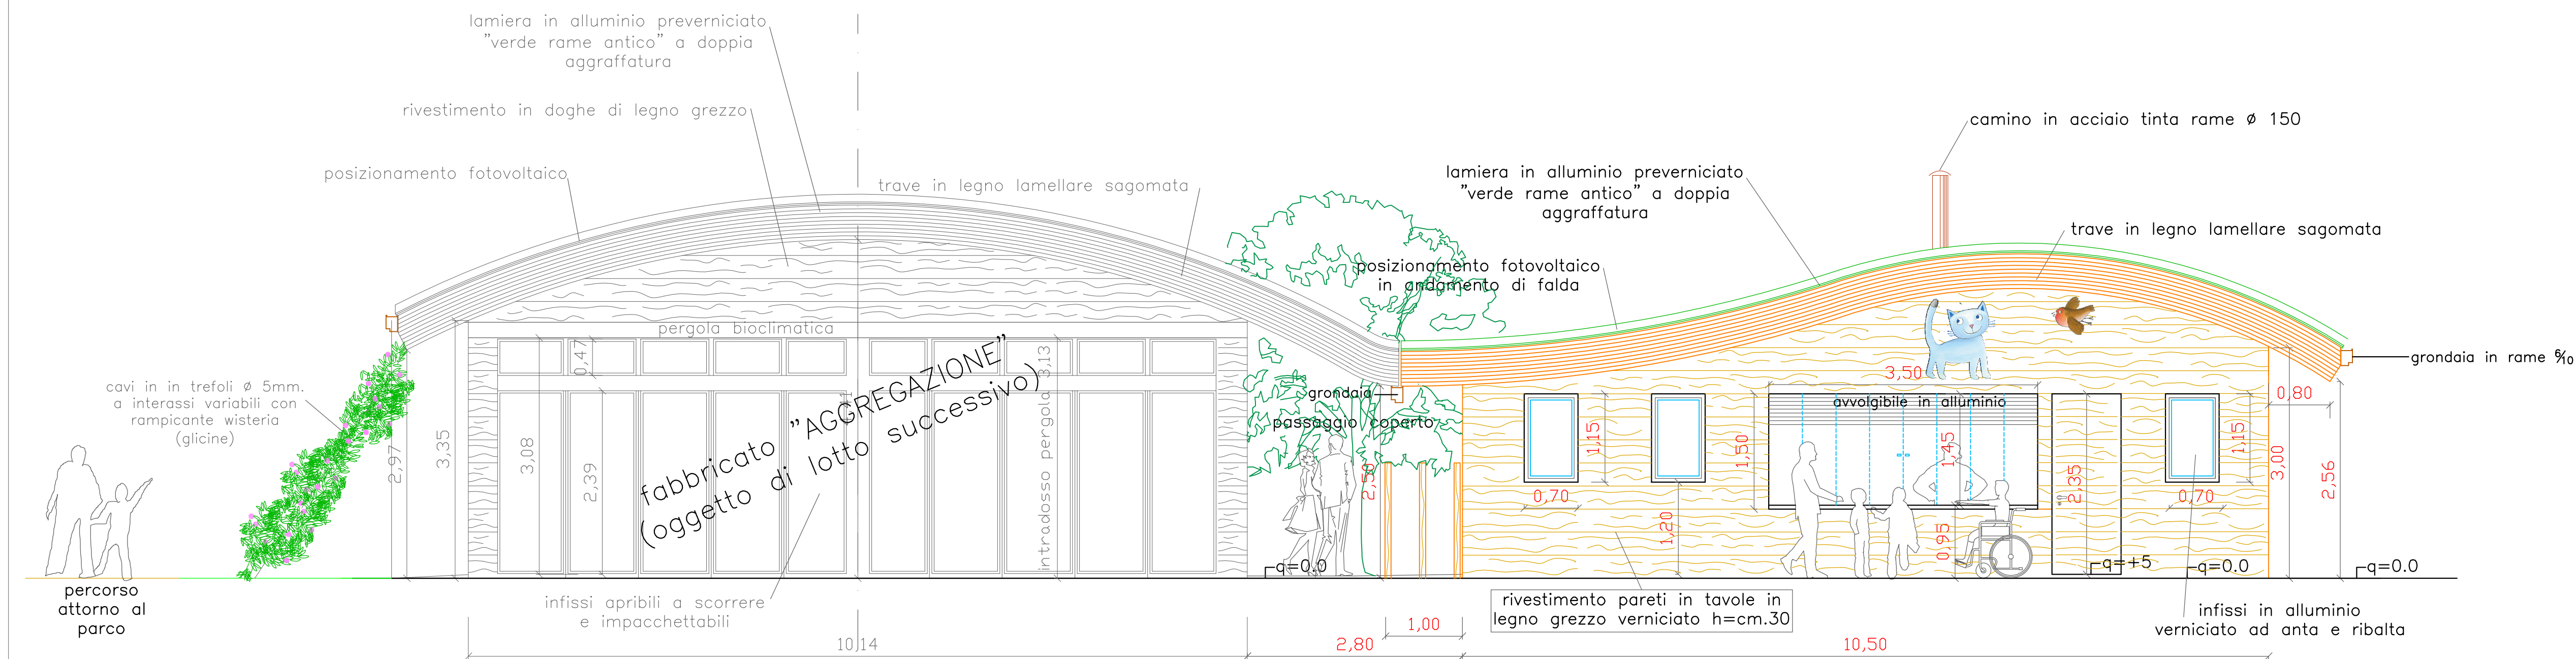 lamiera in alluminio preverniciato
"verde rame antico" a doppia
aggraffatura
rivestimento in doghe di legno grezzo
posizionamento fotovoltaico
trave in legno lamellare sagomata
pergola bioclimatica
cavi in in trefoli ø 5mm.
a interassi variabili con
rampicante wisteria
(glicine)
2,97
3,35
3,08
0,47
2,39
fabbricato "AGGREGAZIONE"
(oggetto di lotto successivo)
intradosso pergola 3,13
percorso
attorno al
parco
infissi apribili a scorrere
e impacchettabili
10,14
camino in acciaio tinta rame ø 150
lamiera in alluminio preverniciato
"verde rame antico" a doppia
aggraffatura
trave in legno lamellare sagomata
posizionamento fotovoltaico
in andamento di falda
grondaia in rame 6/10
grondaia
passaggio coperto
2,50
q=0.0
1,00
2,80
0,70
1,15
1,20
1,50
3,50
avvolgibile in alluminio
1,45
0,95
2,35
q=+5
0,70
1,15
0,80
3,00
2,56
q=0.0
q=0.0
rivestimento pareti in tavole in
legno grezzo verniciato h=cm.30
infissi in alluminio
verniciato ad anta e ribalta
10,50